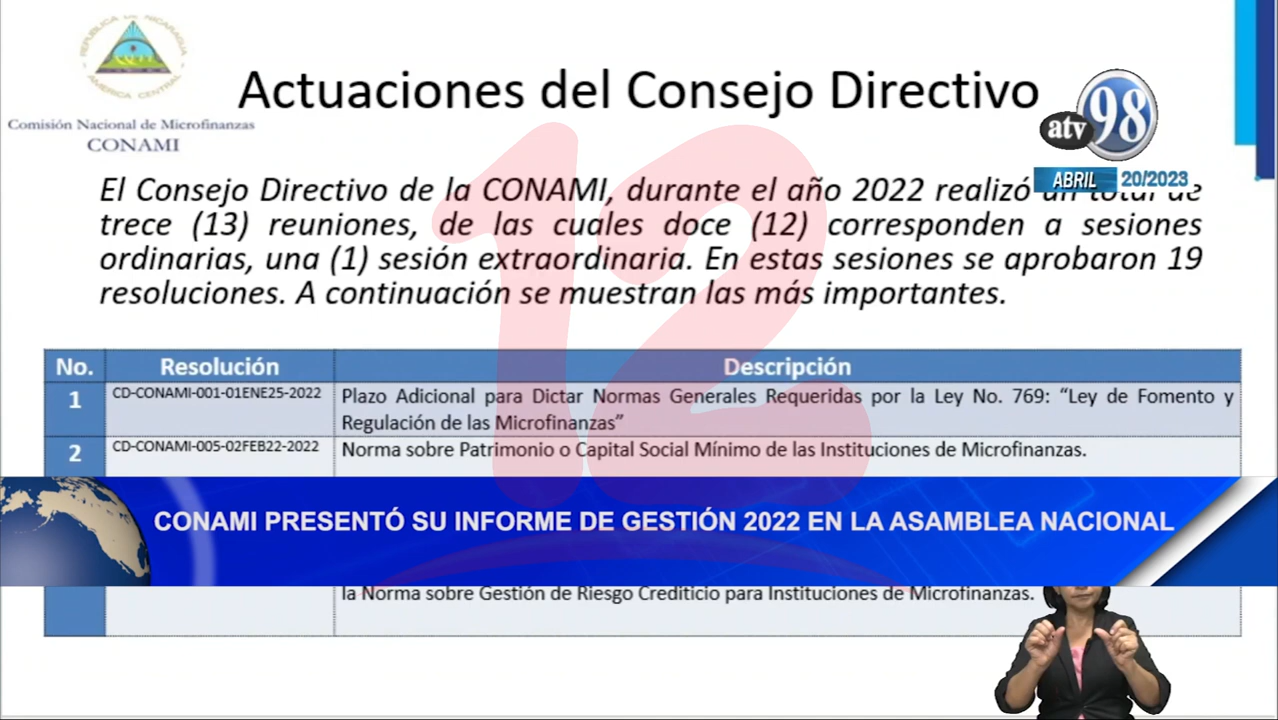 REPUBLICA DE NICARAGUA
AMERICA CENTRAL
Comisión Nacional de Microfinanzas
CONAMI
Actuaciones del Consejo Directivo
atv 98
ABRIL 20/2023
El Consejo Directivo de la CONAMI, durante el año 2022 realizó un total de
trece (13) reuniones, de las cuales doce (12) corresponden a sesiones
ordinarias, una (1) sesión extraordinaria. En estas sesiones se aprobaron 19
resoluciones. A continuación se muestran las más importantes.
12
No. Resolución Descripción
1 CD-CONAMI-001-01ENE25-2022 Plazo Adicional para Dictar Normas Generales Requeridas por la Ley No. 769: “Ley de Fomento y
Regulación de las Microfinanzas”
2 CD-CONAMI-005-02FEB22-2022 Norma sobre Patrimonio o Capital Social Mínimo de las Instituciones de Microfinanzas.
CONAMI PRESENTÓ SU INFORME DE GESTIÓN 2022 EN LA ASAMBLEA NACIONAL
la Norma sobre Gestión de Riesgo Crediticio para Instituciones de Microfinanzas.